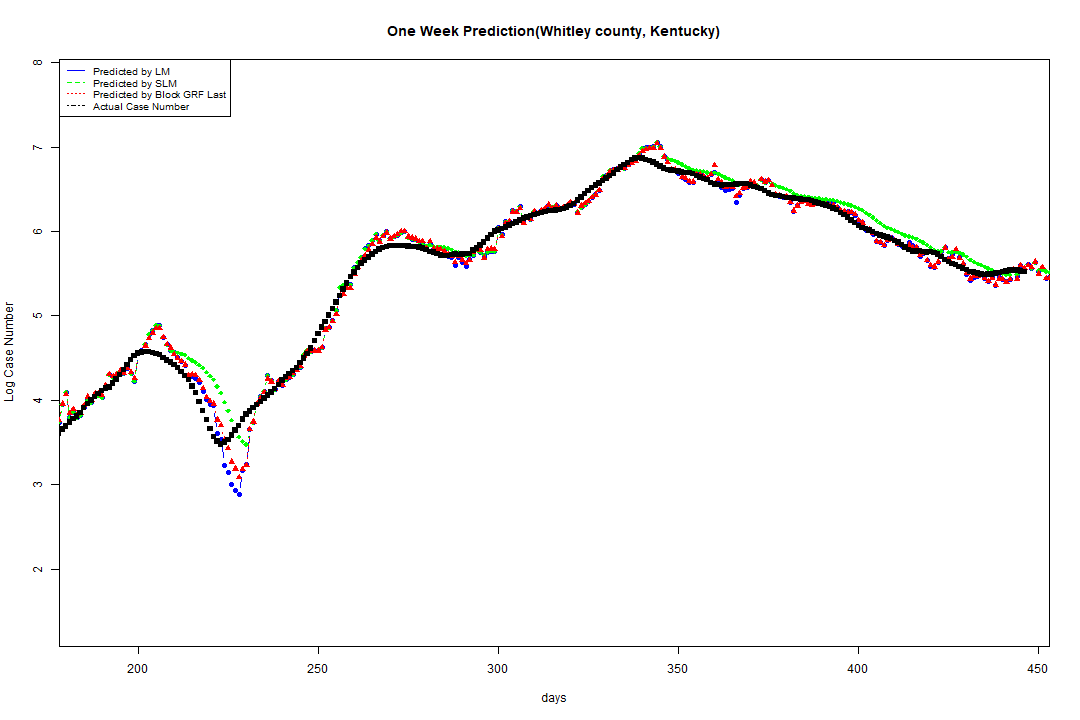 One Week Prediction(Whitley county, Kentucky)
Predicted by LM
Predicted by SLM
Predicted by Block GRF Last
Actual Case Number
8
7
6
5
4
3
2
Log Case Number
200 250 300 350 400 450
days